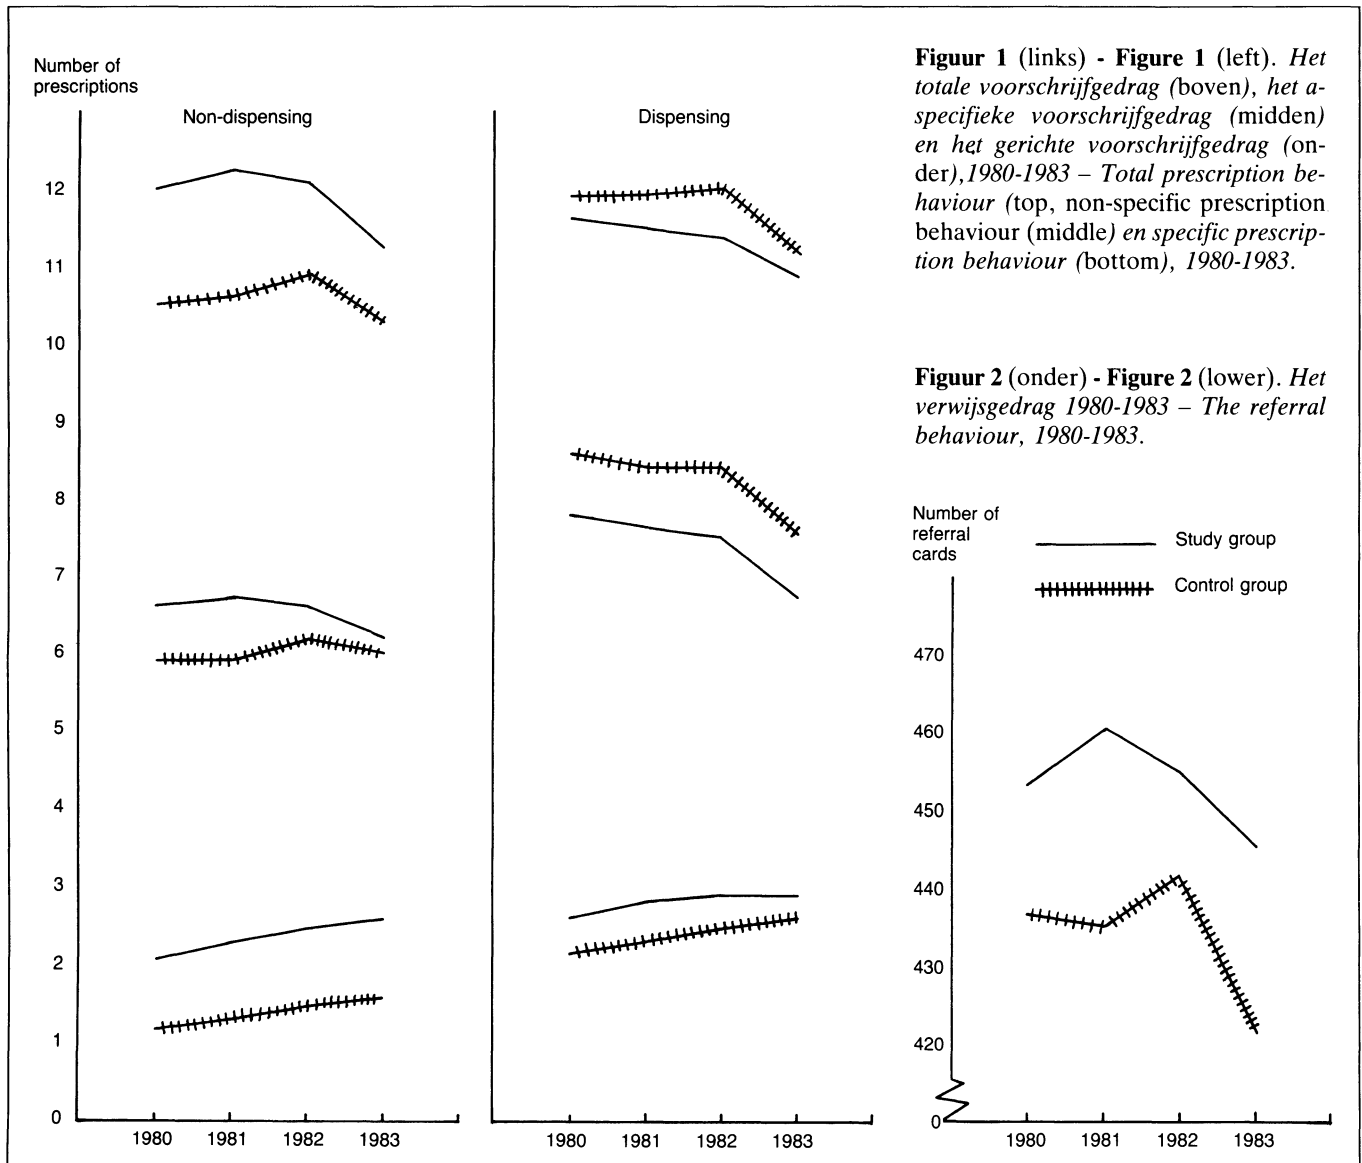 Number of
prescriptions
Non-dispensing
Dispensing
12
11
10
9
8
7
6
5
4
3
2
1
0
1980 1981 1982 1983
1980 1981 1982 1983
Figuur 1 (links) - Figure 1 (left). Het
totale voorschrijfgedrag (boven), het a-
specifieke voorschrijfgedrag (midden)
en het gerichte voorschrijfgedrag (on-
der),1980-1983 – Total prescription be-
haviour (top, non-specific prescription
behaviour (middle) en specific prescrip-
tion behaviour (bottom), 1980-1983.
Figuur 2 (onder) - Figure 2 (lower). Het
verwijsgedrag 1980-1983 – The referral
behaviour, 1980-1983.
Number of
referral
cards
Study group
Control group
470
460
450
440
430
420
0
1980 1981 1982 1983